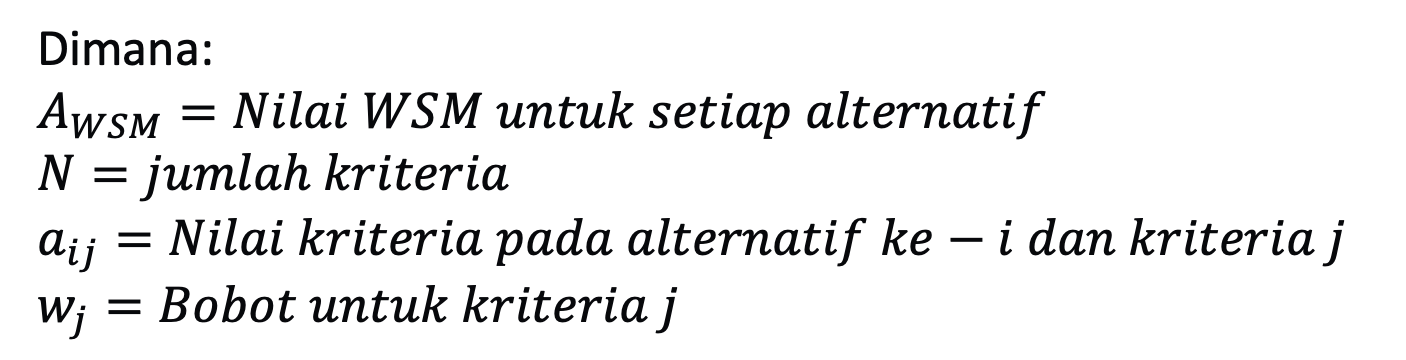 Dimana:
A_WSM = Nilai WSM untuk setiap alternatif
N = jumlah kriteria
a_ij = Nilai kriteria pada alternatif ke − i dan kriteria j
w_j = Bobot untuk kriteria j